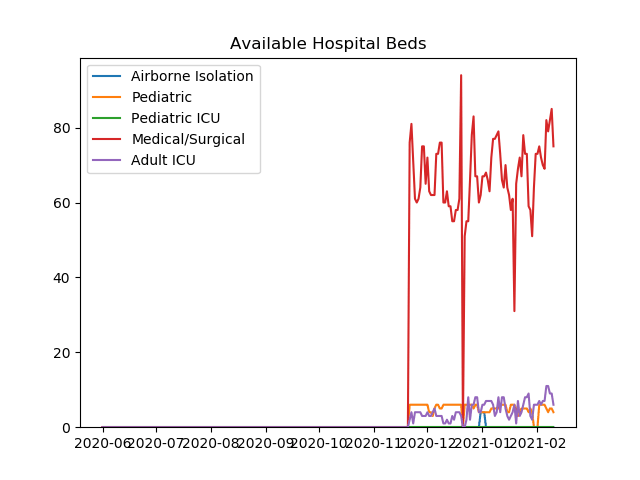 Available Hospital Beds
Airborne Isolation
Pediatric
Pediatric ICU
Medical/Surgical
Adult ICU
80
60
40
20
0
2020-06 2020-07 2020-08 2020-09 2020-10 2020-11 2020-12 2021-01 2021-02